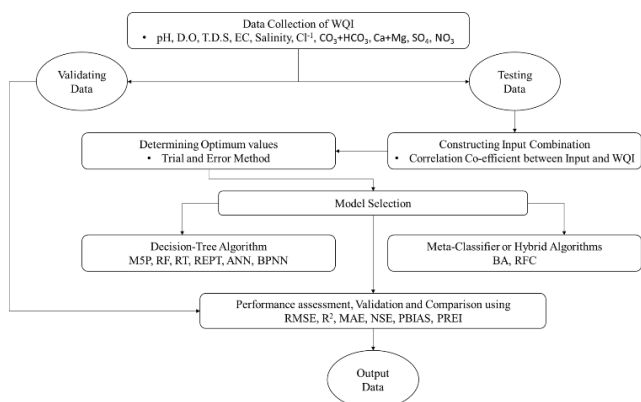 Data Collection of WQI
• pH, D.O, T.D.S, EC, Salinity, Cl⁻¹, CO₃+HCO₃, Ca+Mg, SO₄, NO₃
Validating
Data
Testing
Data
Determining Optimum values
• Trial and Error Method
Constructing Input Combination
• Correlation Co-efficient between Input and WQI
Model Selection
Decision-Tree Algorithm
M5P, RF, RT, REPT, ANN, BPNN
Meta-Classifier or Hybrid Algorithms
BA, RFC
Performance assessment, Validation and Comparison using
RMSE, R², MAE, NSE, PBIAS, PREI
Output
Data